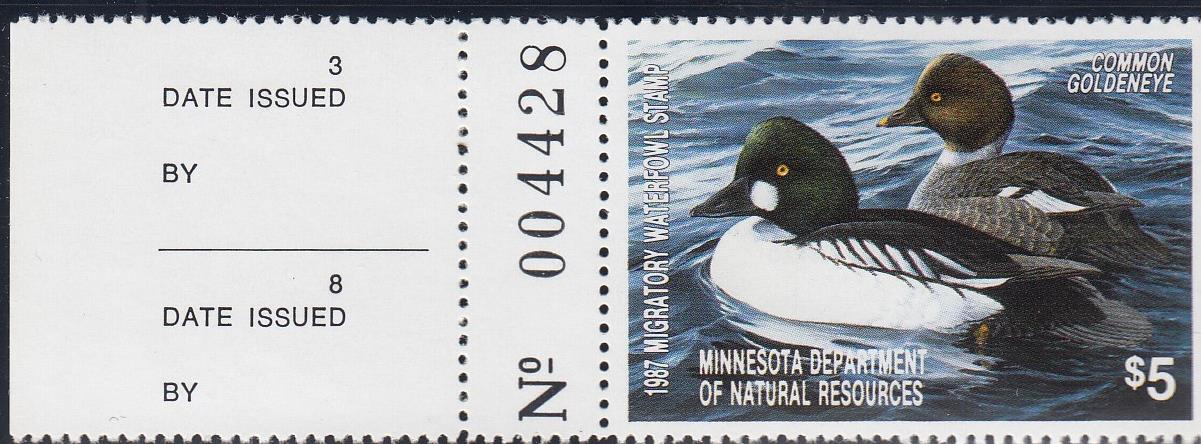 3
DATE ISSUED
BY
8
DATE ISSUED
BY
Nº 004428
1987 MIGRATORY WATERFOWL STAMP
COMMON
GOLDENEYE
MINNESOTA DEPARTMENT
OF NATURAL RESOURCES
$5